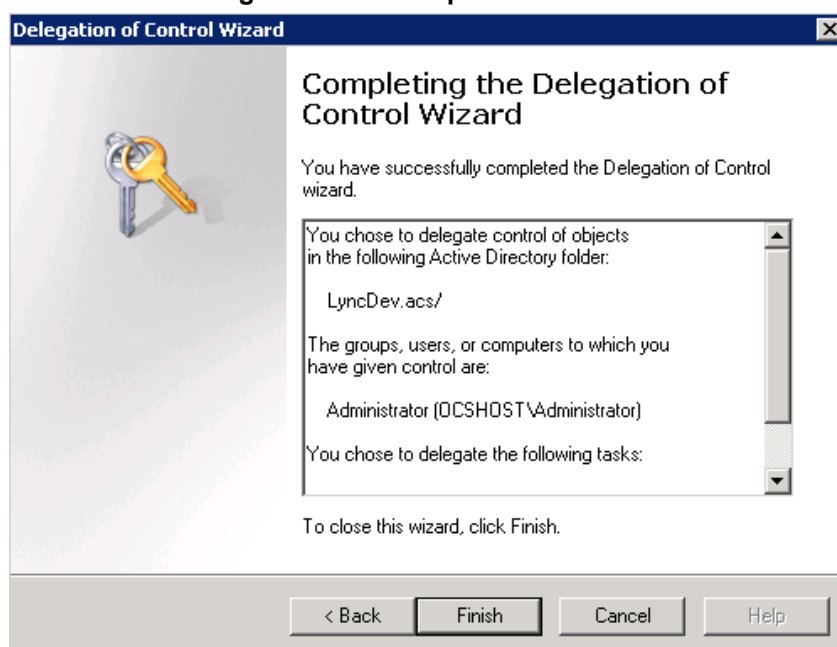 Delegation of Control Wizard
Completing the Delegation of
Control Wizard
You have successfully completed the Delegation of Control
wizard.
You chose to delegate control of objects
in the following Active Directory folder:
LyncDev.acs/
The groups, users, or computers to which you
have given control are:
Administrator (OCSHOST\Administrator)
You chose to delegate the following tasks:
To close this wizard, click Finish.
< Back Finish Cancel Help